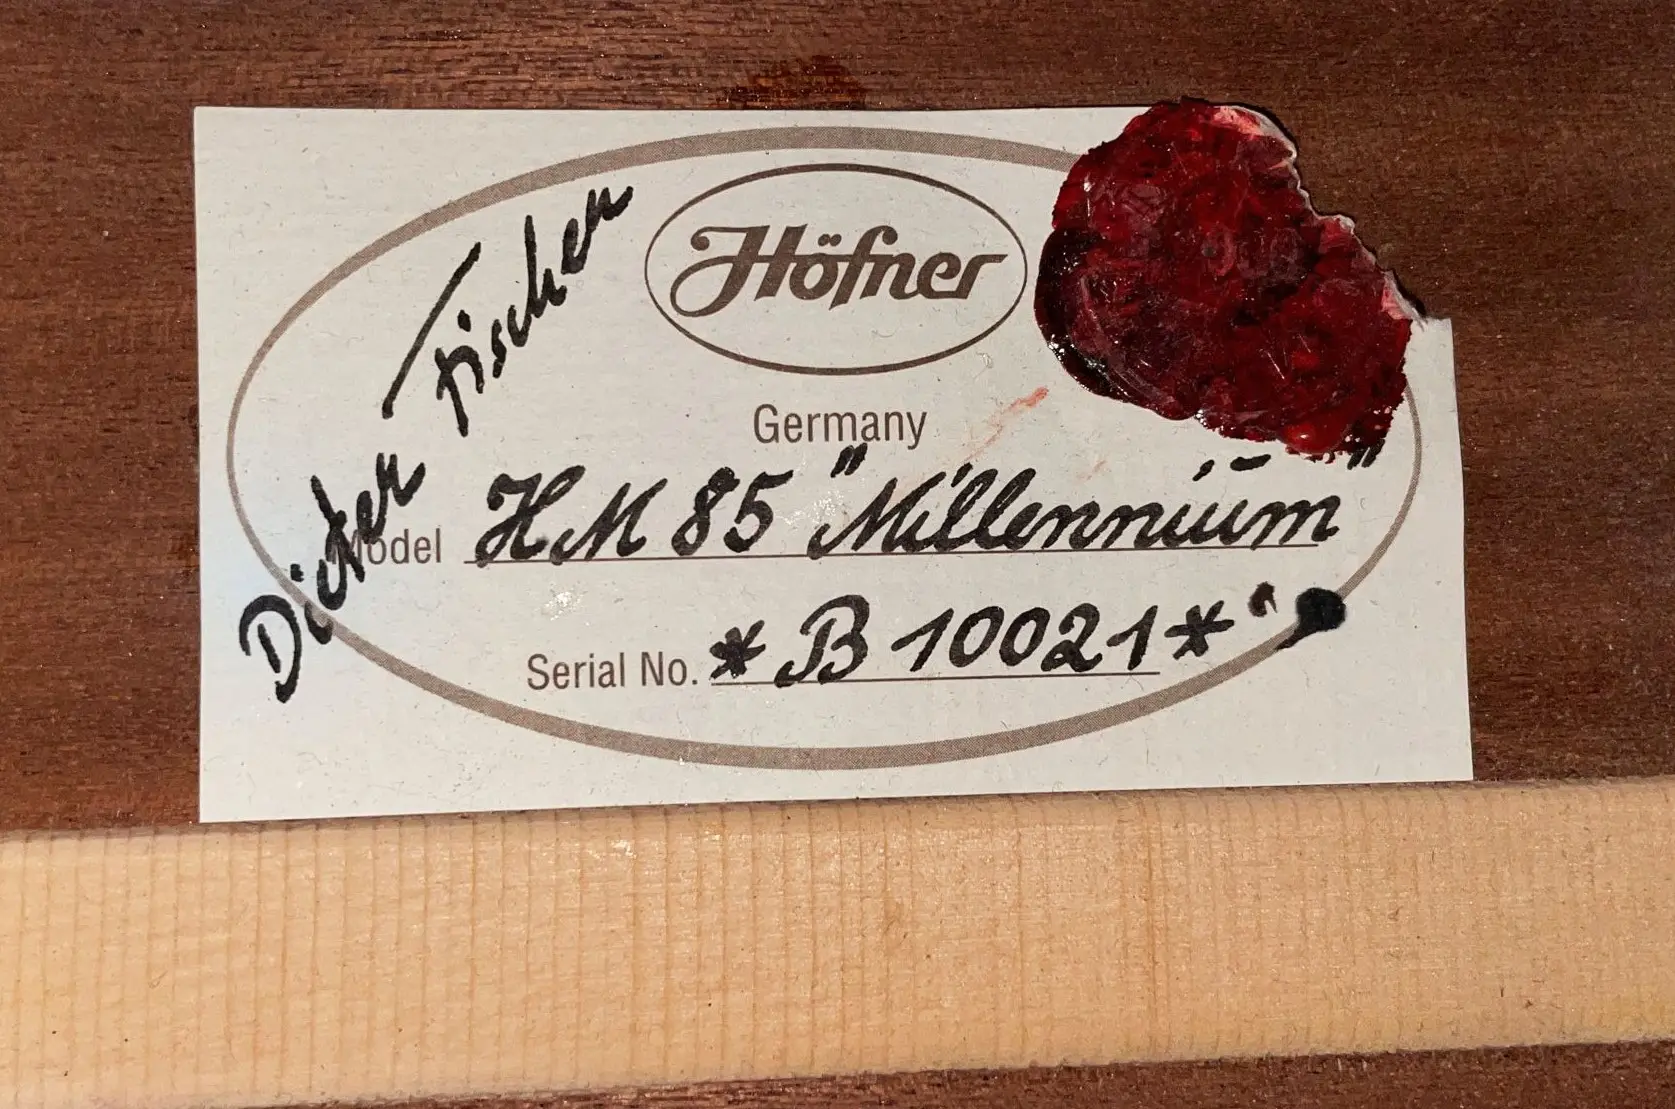 Höfner
Germany
Model HM 85 "Millennium"
Serial No. *B 10021*
Dieter Fischer